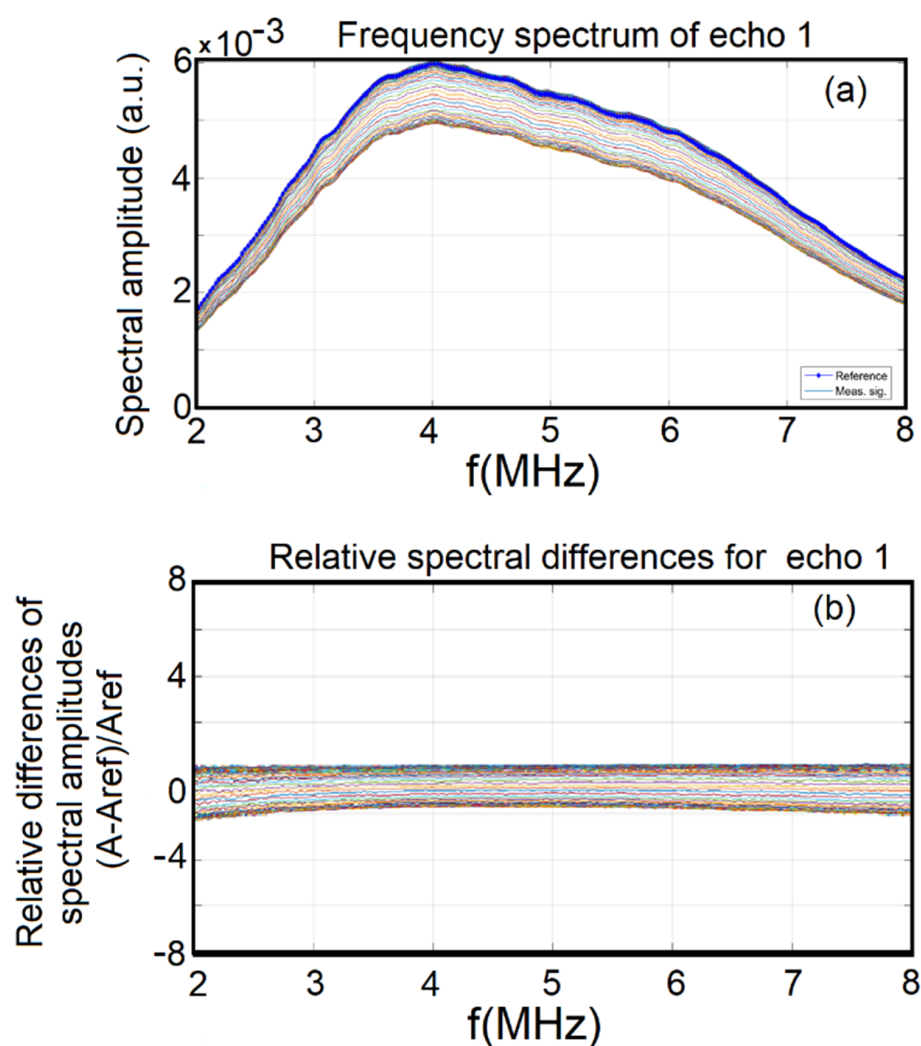 Frequency spectrum of echo 1
×10⁻³
6
4
2
0
Spectral amplitude (a.u.)
(a)
Reference
Meas. sig.
2 3 4 5 6 7 8
f(MHz)
Relative spectral differences for echo 1
8
4
0
-4
-8
Relative differences of
spectral amplitudes
(A-Aref)/Aref
(b)
2 3 4 5 6 7 8
f(MHz)